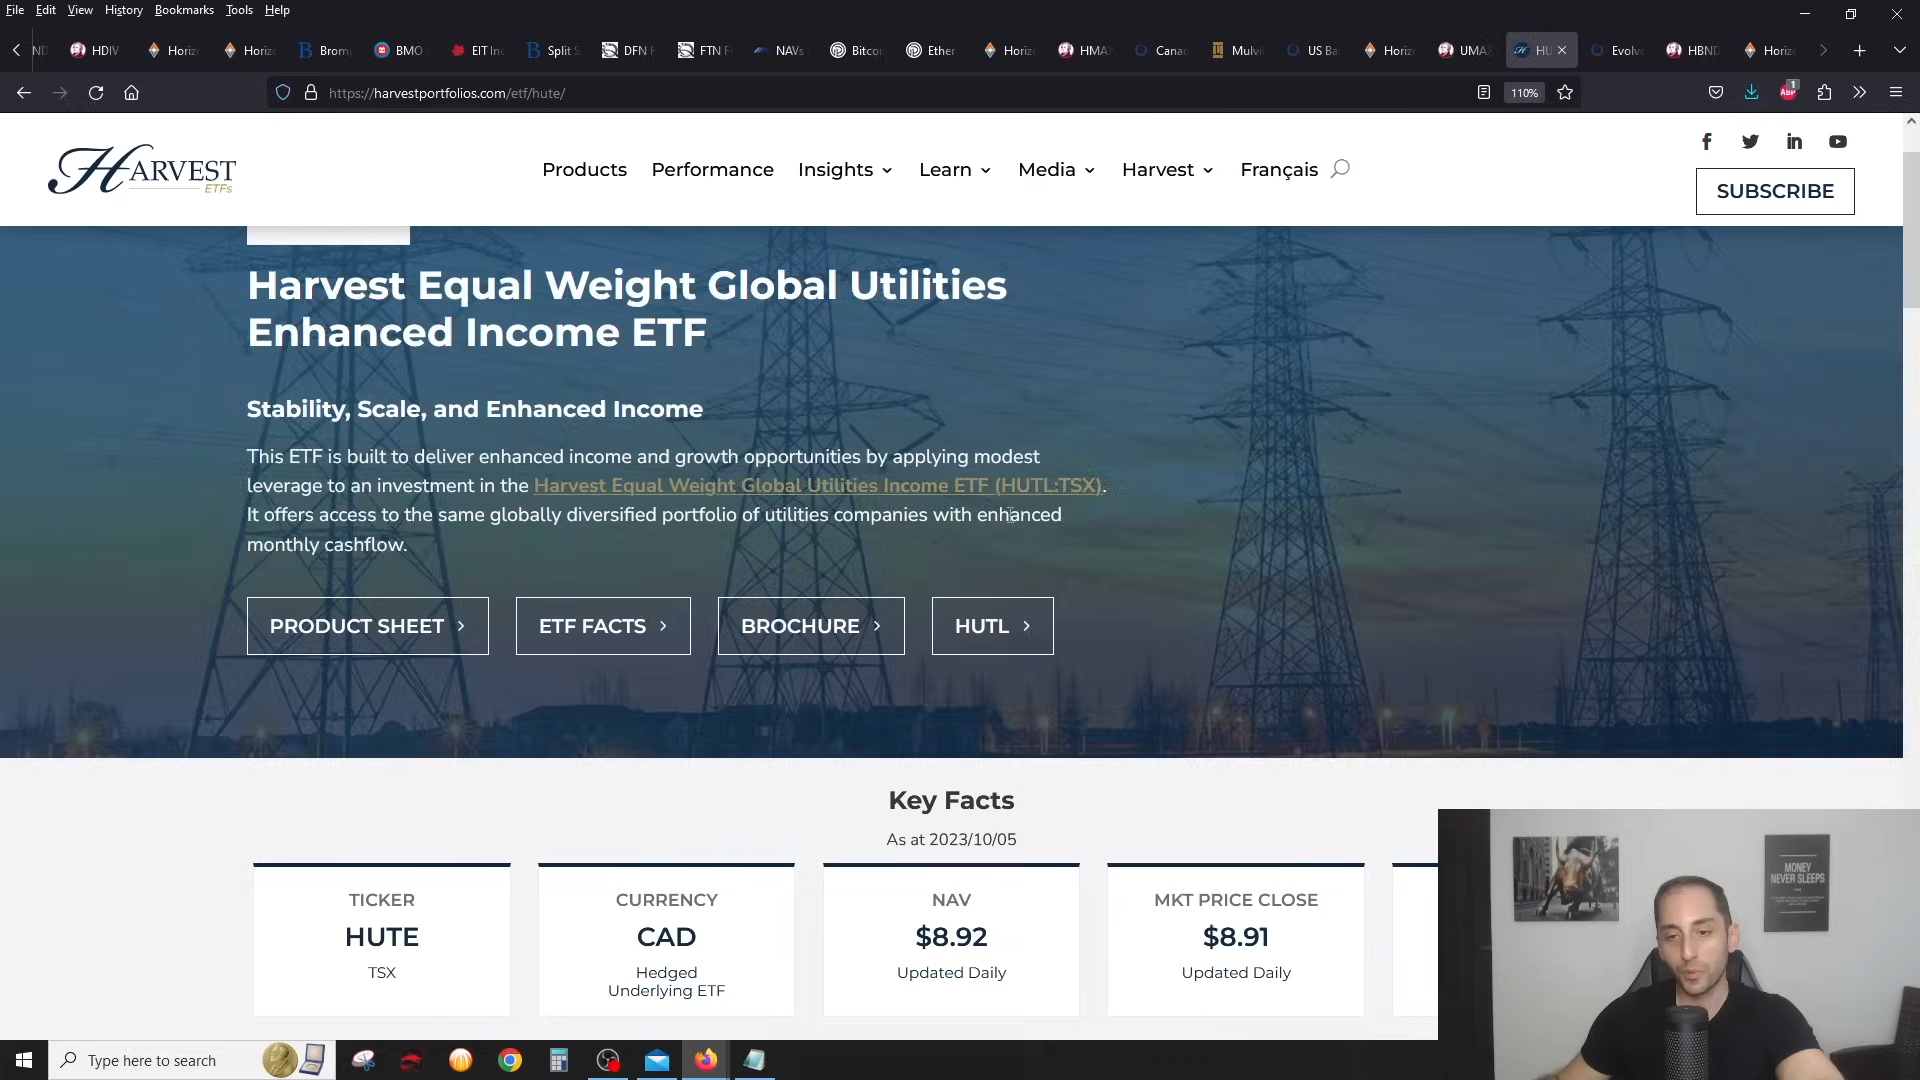 File Edit View History Bookmarks Tools Help
HDIV Horiz Horiz Brom BMO EIT In Split S DFN F FTN F NAVs Bitco Ether Horiz HMA Cana Mulvi US Ba Horiz UMA HU Evolv HBND Horiz
https://harvestportfolios.com/etf/hute/ 110%
HARVEST
ETFs
Products Performance Insights Learn Media Harvest Français
SUBSCRIBE
Harvest Equal Weight Global Utilities
Enhanced Income ETF
Stability, Scale, and Enhanced Income
This ETF is built to deliver enhanced income and growth opportunities by applying modest
leverage to an investment in the Harvest Equal Weight Global Utilities Income ETF (HUTL:TSX).
It offers access to the same globally diversified portfolio of utilities companies with enhanced
monthly cashflow.
PRODUCT SHEET ETF FACTS BROCHURE HUTL
Key Facts
As at 2023/10/05
TICKER
HUTE
TSX
CURRENCY
CAD
Hedged
Underlying ETF
NAV
$8.92
Updated Daily
MKT PRICE CLOSE
$8.91
Updated Daily
MONEY
NEVER SLEEPS
Type here to search